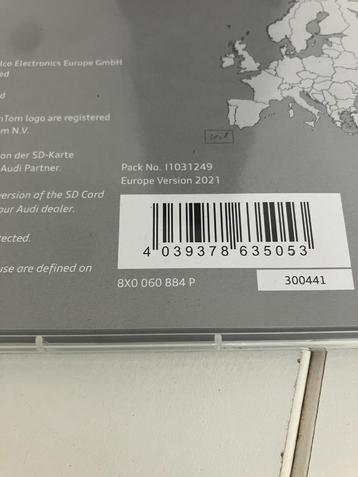 lco Electronics Europe GmbH
ed
d
nTom logo are registered
m N.V.
on der SD-Karte
Audi Partner.
ersion of the SD Card
our Audi dealer.
tected.
use are defined on
Pack No. I1031249
Europe Version 2021
4 039378 635053
8X0 060 884 P
300441